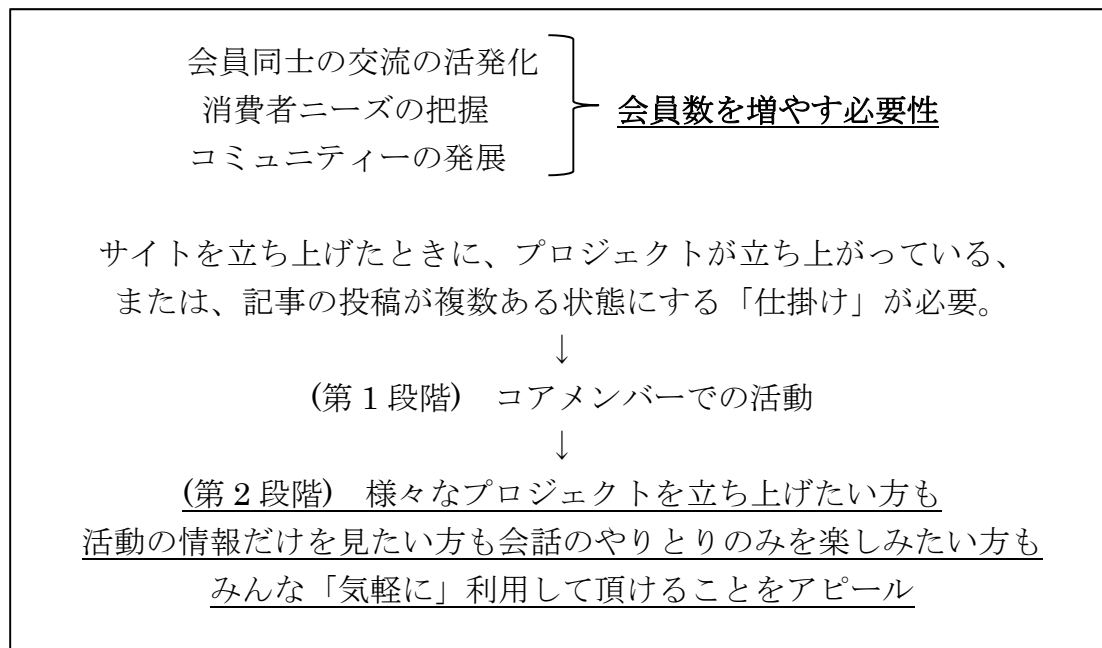 会員同士の交流の活発化
消費者ニーズの把握
コミュニティーの発展
会員数を増やす必要性
サイトを立ち上げたときに、プロジェクトが立ち上がっている、
または、記事の投稿が複数ある状態にする「仕掛け」が必要。
↓
(第 1 段階)　コアメンバーでの活動
↓
(第 2 段階)　様々なプロジェクトを立ち上げたい方も
活動の情報だけを見たい方も会話のやりとりのみを楽しみたい方も
みんな「気軽に」利用して頂けることをアピール